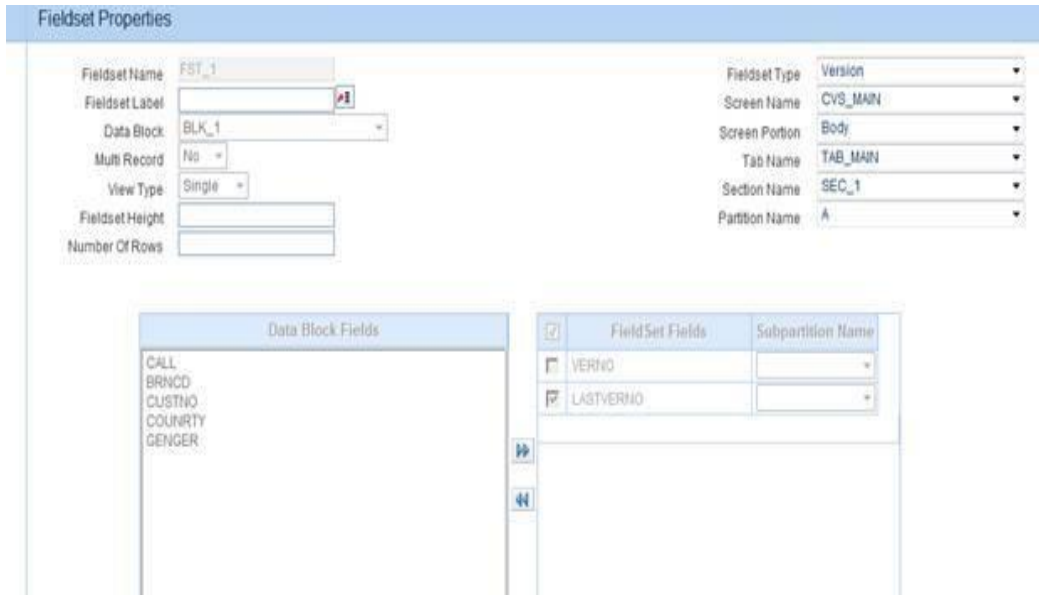 Fieldset Properties
Fieldset Name FST_1
Fieldset Label
Data Block BLK_1
Multi Record No
View Type Single
Fieldset Height
Number Of Rows
Fieldset Type Version
Screen Name CVS_MAIN
Screen Portion Body
Tab Name TAB_MAIN
Section Name SEC_1
Partition Name A
Data Block Fields
CALL
BRNCD
CUSTNO
COUNRTY
GENGER
FieldSet Fields Subpartition Name
VERNO
LASTVERNO